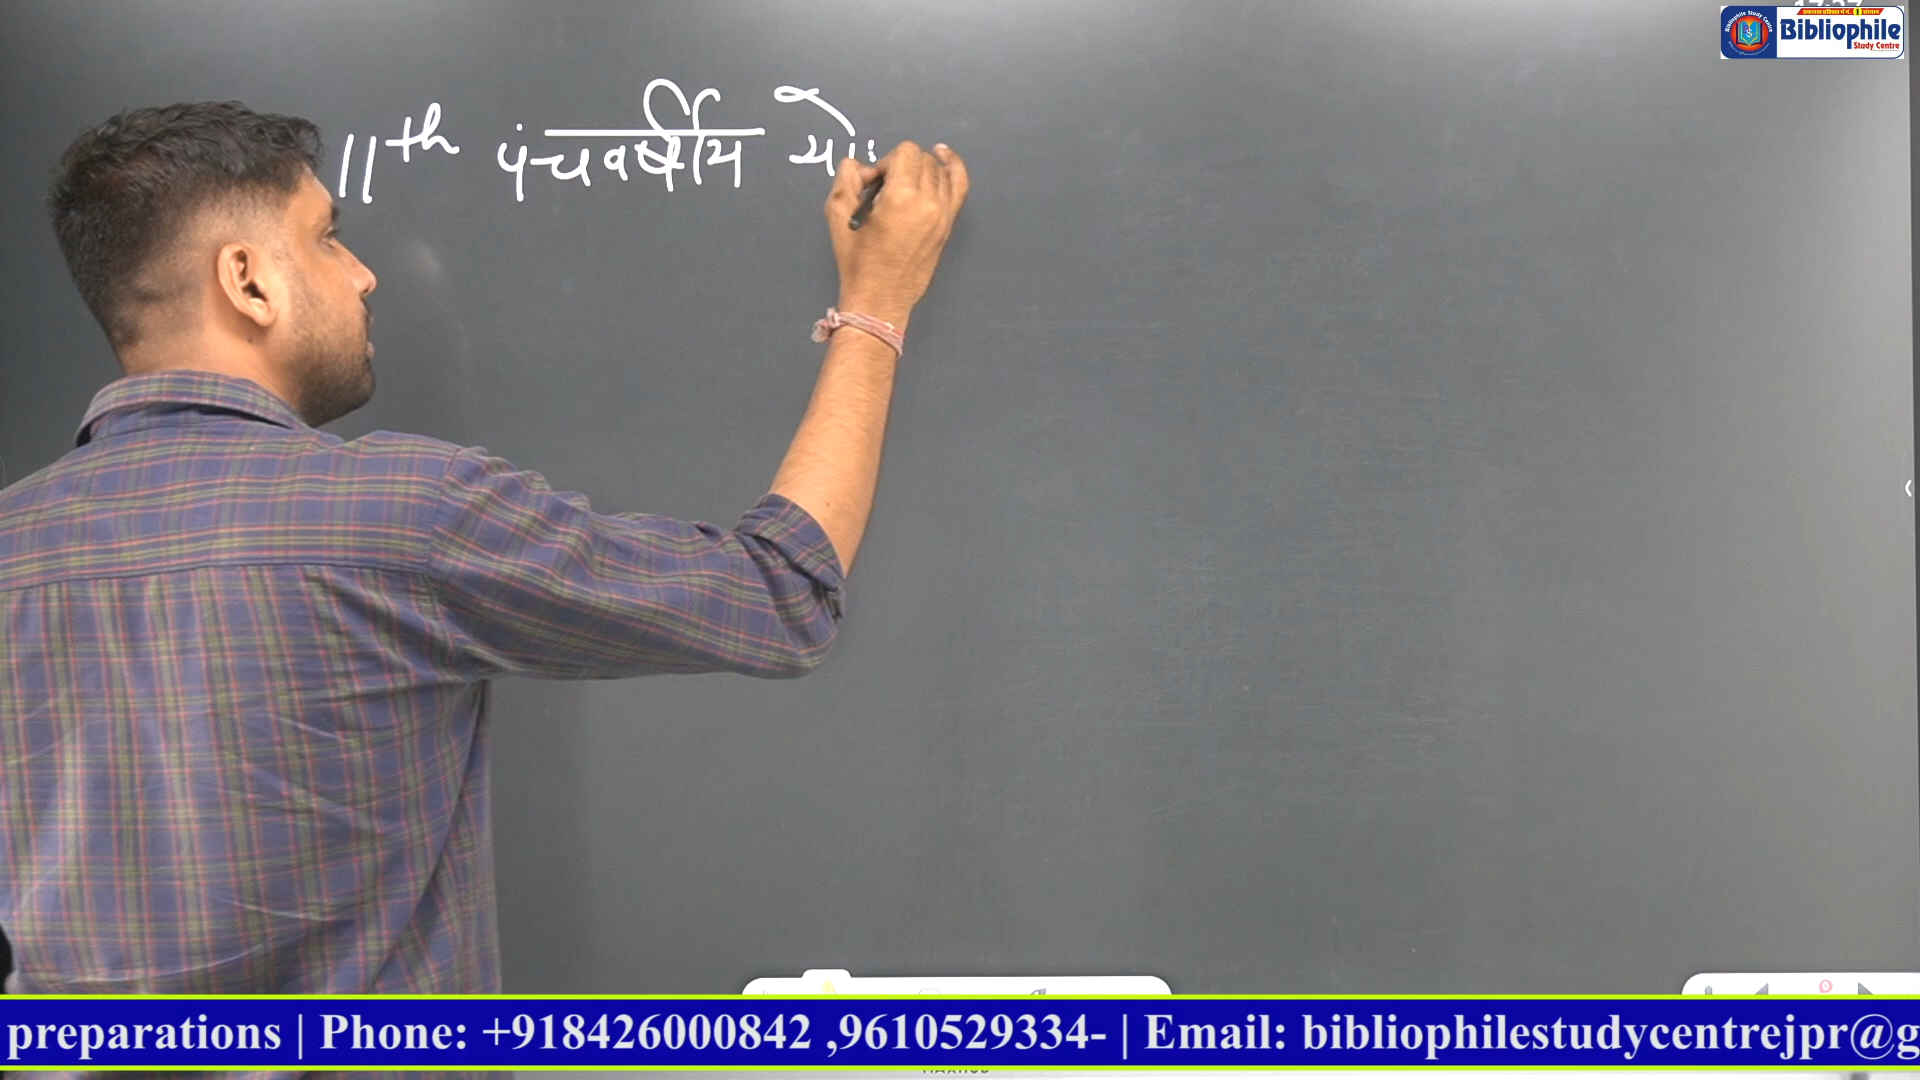 Bibliophile
Study Centre
11th पंचवर्षीय यो
preparations | Phone: +918426000842 ,9610529334- | Email: bibliophilestudycentrejpr@g